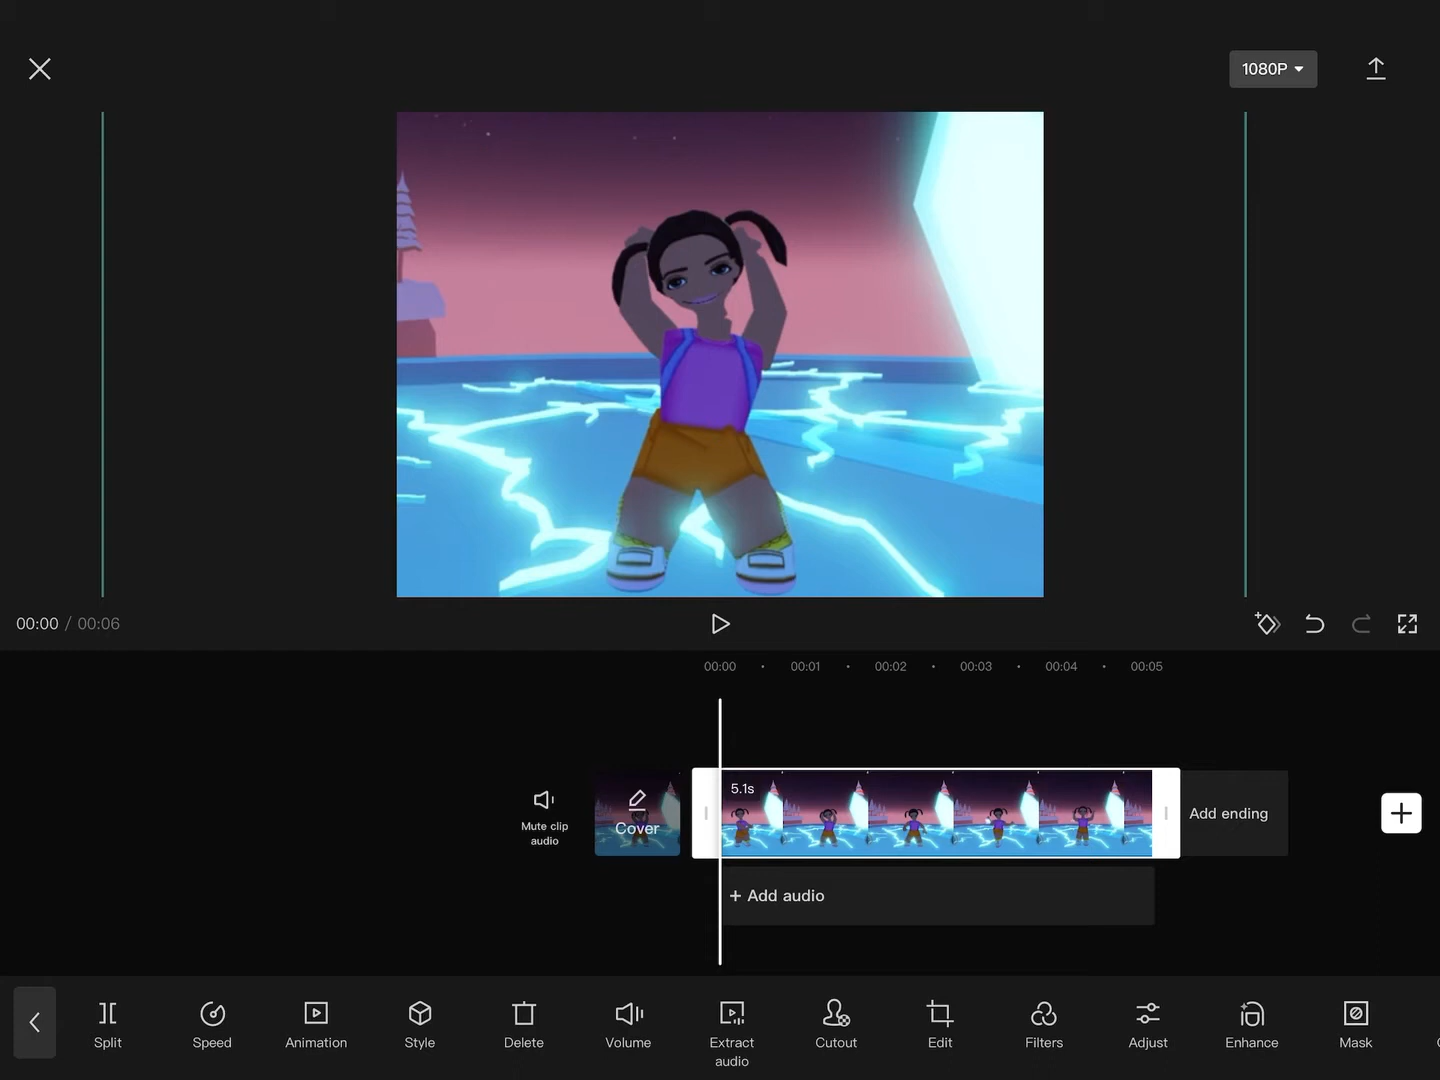 1080P
00:00 / 00:06
00:00 00:01 00:02 00:03 00:04 00:05
Mute clip
audio
Cover
5.1s
Add ending
+ Add audio
Split
Speed
Animation
Style
Delete
Volume
Extract
audio
Cutout
Edit
Filters
Adjust
Enhance
Mask